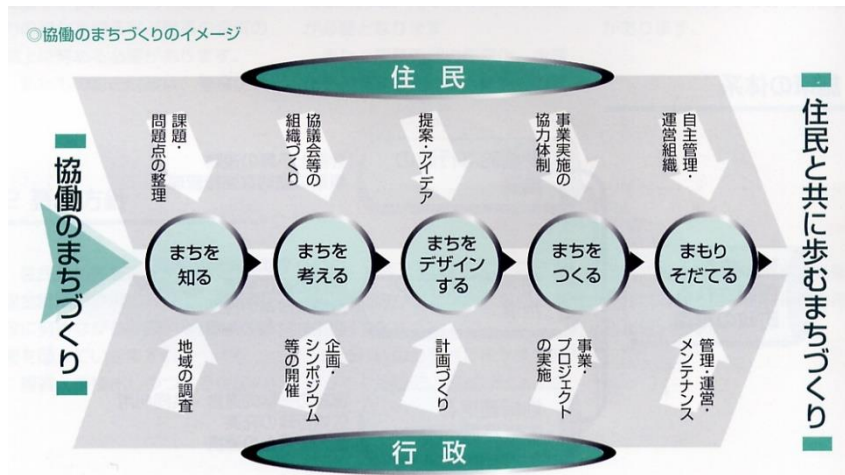 ◎協働のまちづくりのイメージ
住民
協働のまちづくり
課題・
問題点の整理
協議会等の
組織づくり
提案・アイデア
事業実施の
協力体制
自主管理・
運営組織
まちを
知る
まちを
考える
まちを
デザイン
する
まちを
つくる
まもり
そだてる
地域の調査
企画・
シンポジウム
等の開催
計画づくり
事業・
プロジェクト
の実施
管理・運営・
メンテナンス
行政
住民と共に歩むまちづくり